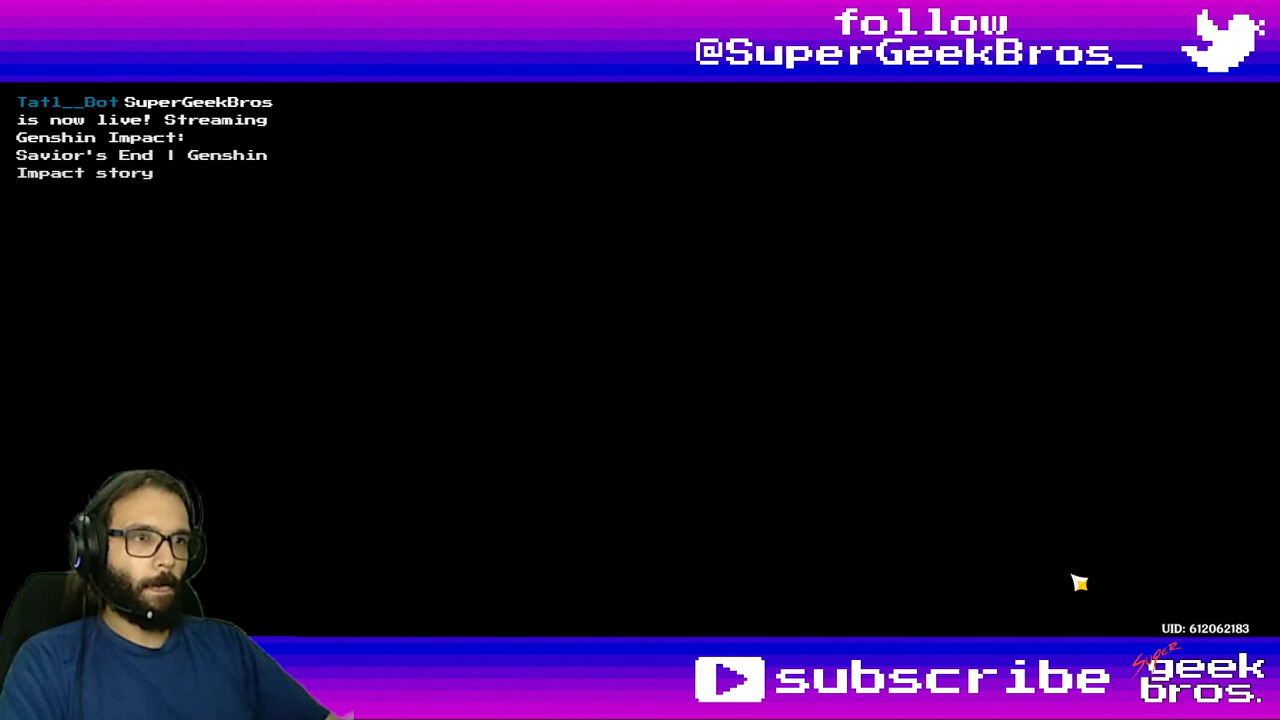 follow
@SuperGeekBros_
Tatl__Bot SuperGeekBros
is now live! Streaming
Genshin Impact:
Savior's End | Genshin
Impact story
UID: 612062183
subscribe
SUPER
geek
bros.